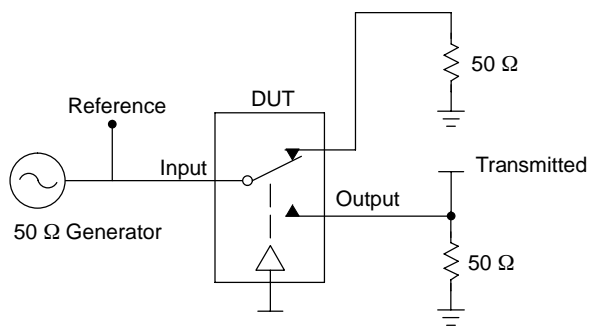 50 Ω
Reference
DUT
Input
Transmitted
Output
50 Ω Generator
50 Ω